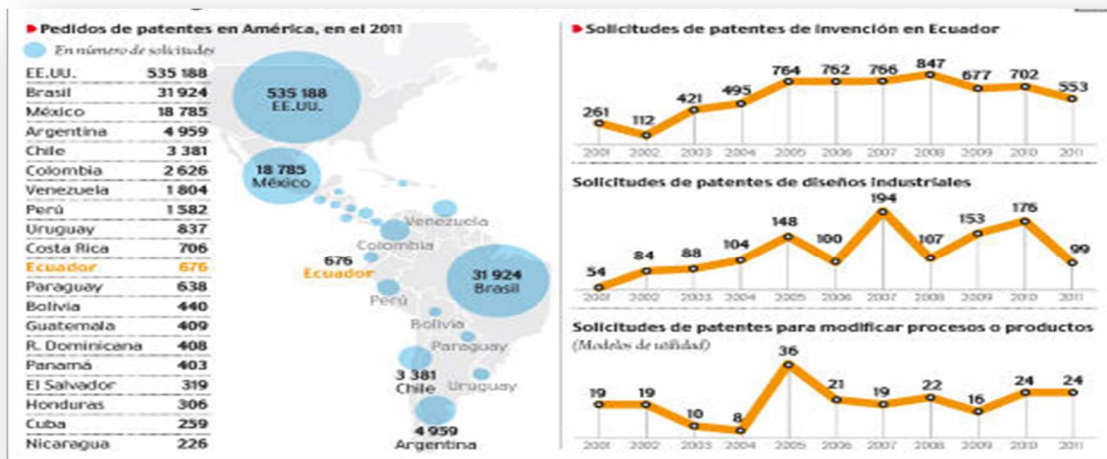 Pedidos de patentes en América, en el 2011
En número de solicitudes
EE.UU. 535 188
Brasil 31 924
México 18 785
Argentina 4 959
Chile 3 381
Colombia 2 626
Venezuela 1 804
Perú 1 582
Uruguay 837
Costa Rica 706
Ecuador 676
Paraguay 638
Bolivia 440
Guatemala 409
R. Dominicana 408
Panamá 403
El Salvador 319
Honduras 306
Cuba 259
Nicaragua 226
535 188
EE.UU.
18 785
México
Venezuela
Colombia
676
Ecuador
31 924
Brasil
Perú
Bolivia
Paraguay
3 381
Chile
Uruguay
4 959
Argentina
Solicitudes de patentes de invención en Ecuador
261 112 421 495 764 762 766 847 677 702 553
2001 2002 2003 2004 2005 2006 2007 2008 2009 2010 2011
Solicitudes de patentes de diseños industriales
54 84 88 104 148 100 194 107 153 176 99
2001 2002 2003 2004 2005 2006 2007 2008 2009 2010 2011
Solicitudes de patentes para modificar procesos o productos
(Modelos de utilidad)
19 19 10 8 36 21 19 22 16 24 24
2001 2002 2003 2004 2005 2006 2007 2008 2009 2010 2011